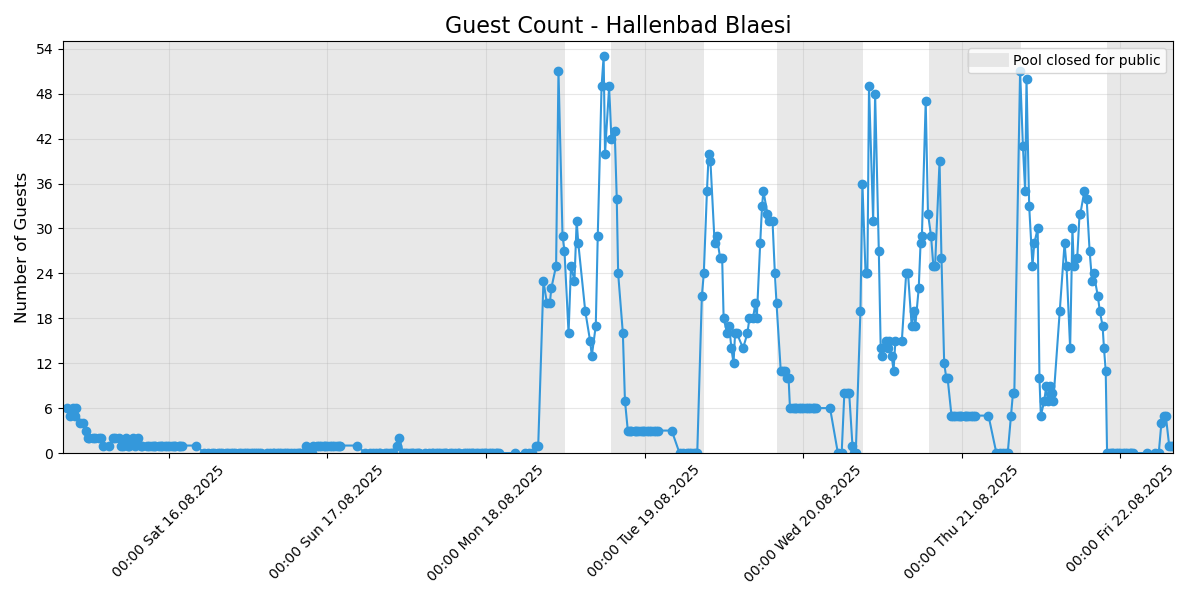 Guest Count - Hallenbad Blaesi
Pool closed for public
Number of Guests
54
48
42
36
30
24
18
12
6
0
00:00 Sat 16.08.2025
00:00 Sun 17.08.2025
00:00 Mon 18.08.2025
00:00 Tue 19.08.2025
00:00 Wed 20.08.2025
00:00 Thu 21.08.2025
00:00 Fri 22.08.2025